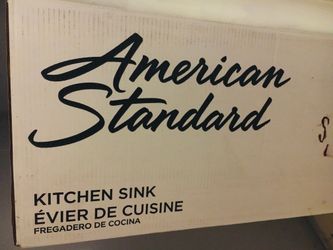 American
Standard
KITCHEN SINK
ÉVIER DE CUISINE
FREGADERO DE COCINA